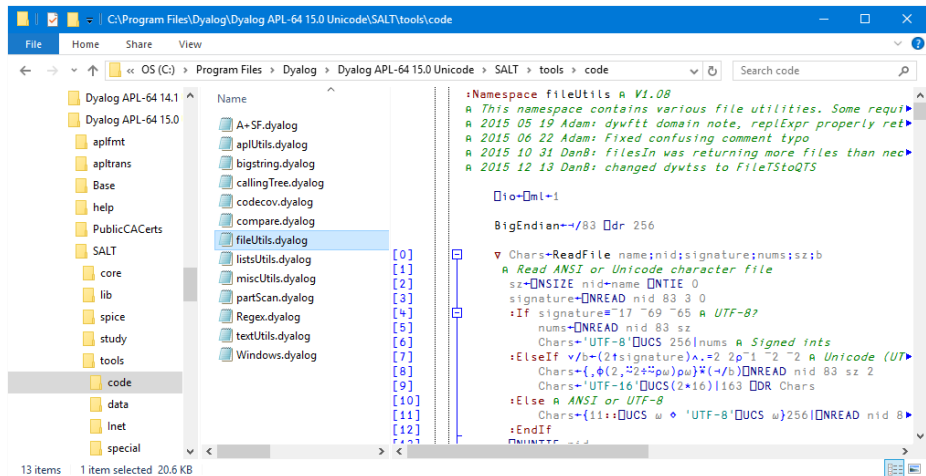 C:\Program Files\Dyalog\Dyalog APL-64 15.0 Unicode\SALT\tools\code
File Home Share View
« OS (C:) > Program Files > Dyalog > Dyalog APL-64 15.0 Unicode > SALT > tools > code
Search code
Dyalog APL-64 14.1
Dyalog APL-64 15.0
aplfmt
apltrans
Base
help
PublicCACerts
SALT
core
lib
spice
study
tools
code
data
Inet
special
Name
A+SF.dyalog
aplUtils.dyalog
bigstring.dyalog
callingTree.dyalog
codecov.dyalog
compare.dyalog
fileUtils.dyalog
listsUtils.dyalog
miscUtils.dyalog
partScan.dyalog
Regex.dyalog
textUtils.dyalog
Windows.dyalog
:Namespace fileUtils ⍝ V1.08
⍝ This namespace contains various file utilities. Some requi
⍝ 2015 05 19 Adam: dywftt domain note, replExpr properly ret
⍝ 2015 06 22 Adam: Fixed confusing comment typo
⍝ 2015 10 31 DanB: filesIn was returning more files than nec
⍝ 2015 12 13 DanB: changed dywtss to FileTStoQTS
⎕io←⎕ml←1
BigEndian←⊣/83 ⎕dr 256
[0] ∇ Chars←ReadFile name;nid;signature;nums;sz;b
[1] ⍝ Read ANSI or Unicode character file
[2] sz←⎕NSIZE nid←name ⎕NTIE 0
[3] signature←⎕NREAD nid 83 3 0
[4] :If signature≡¯17 ¯69 ¯65 ⍝ UTF-8?
[5] nums←⎕NREAD nid 83 sz
[6] Chars←'UTF-8'⎕UCS 256|nums ⍝ Signed ints
[7] :ElseIf ∨/b←(2↑signature)∧.=2 2⍴¯1 ¯2 ¯2 ⍝ Unicode (UT
[8] Chars←{,⌽(2,⍨2÷⍨⍴⍵)⍴⍵}⍣(⊣/b)⎕NREAD nid 83 sz 2
[9] Chars←'UTF-16'⎕UCS(2*16)|163 ⎕DR Chars
[10] :Else ⍝ ANSI or UTF-8
[11] Chars←{11::⎕UCS ⍵ ⋄ 'UTF-8'⎕UCS ⍵}256|⎕NREAD nid 8
[12] :EndIf
13 items 1 item selected 20.6 KB